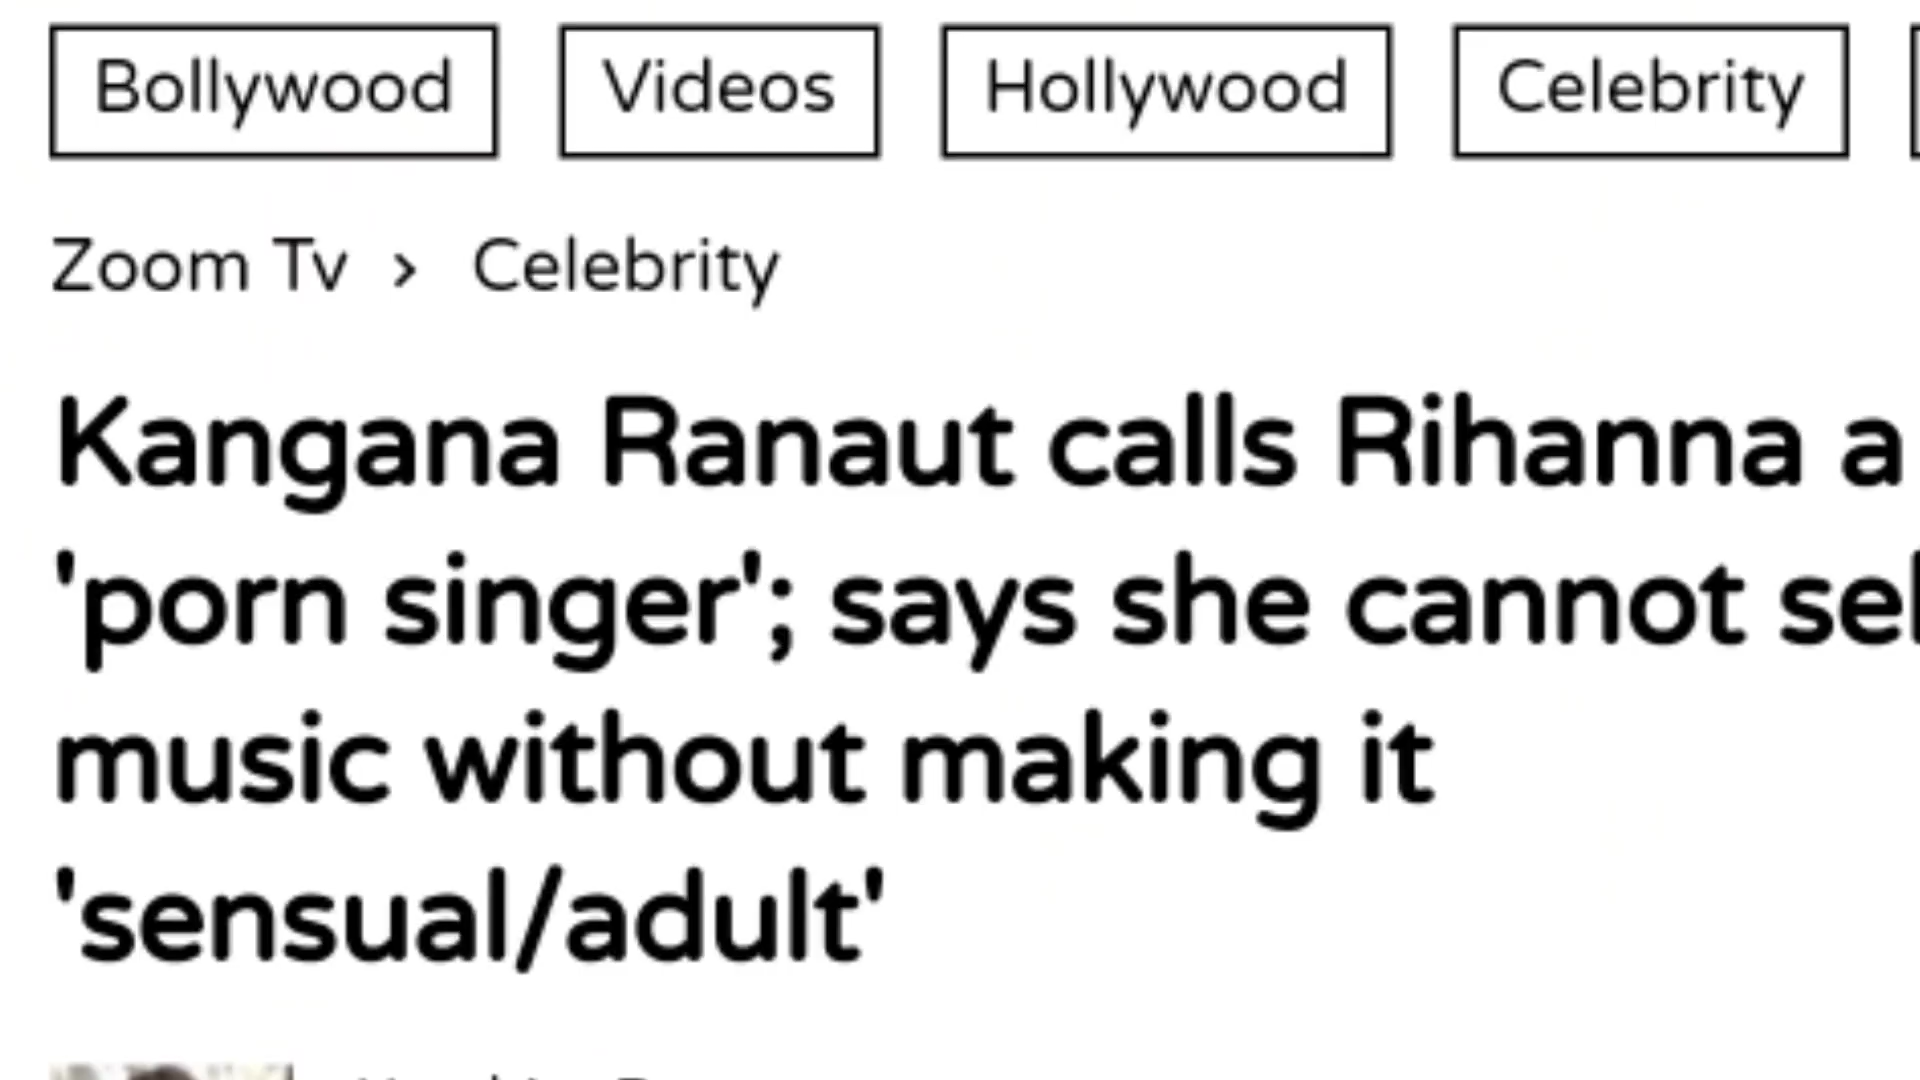 Bollywood Videos Hollywood Celebrity
Zoom Tv › Celebrity
Kangana Ranaut calls Rihanna a
'porn singer'; says she cannot
music without making it
'sensual/adult'